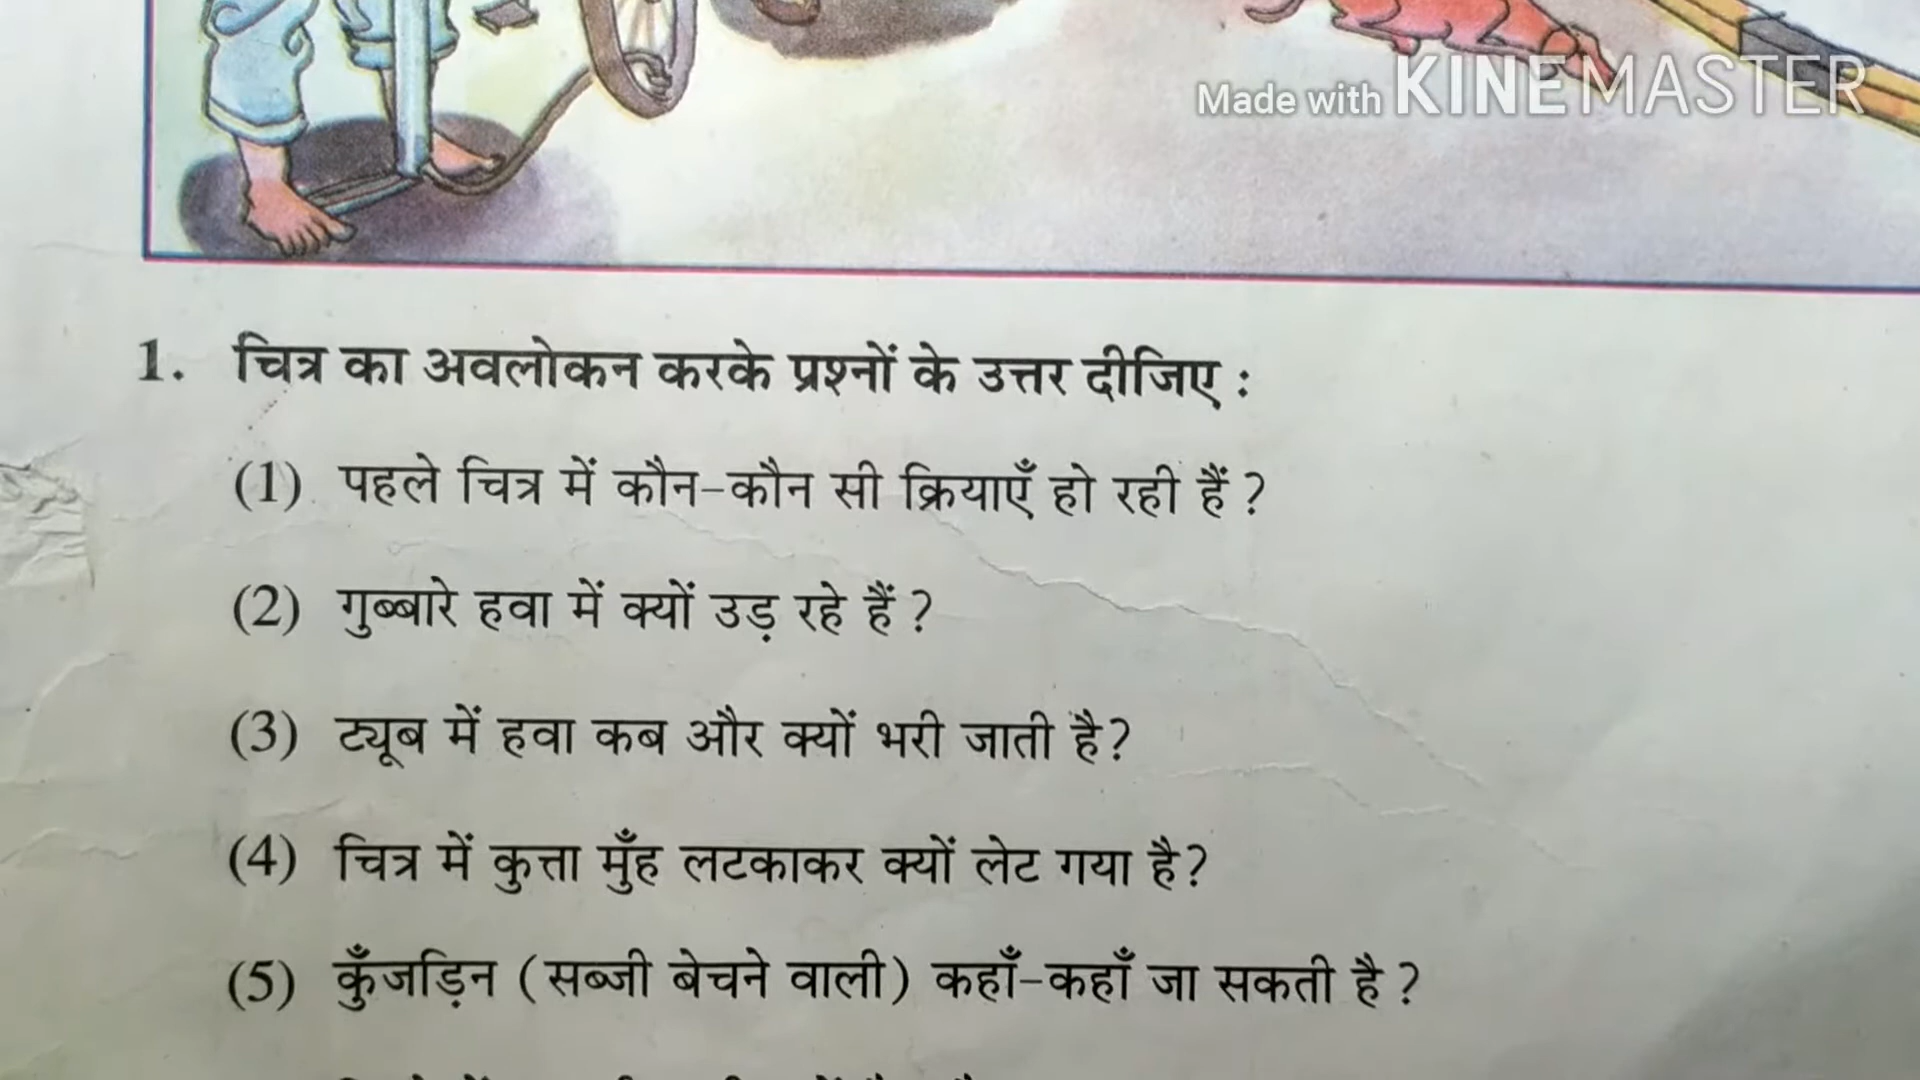 Made with KINEMASTER
1. चित्र का अवलोकन करके प्रश्नों के उत्तर दीजिए :
(1) पहले चित्र में कौन-कौन सी क्रियाएँ हो रही हैं ?
(2) गुब्बारे हवा में क्यों उड़ रहे हैं ?
(3) ट्यूब में हवा कब और क्यों भरी जाती है?
(4) चित्र में कुत्ता मुँह लटकाकर क्यों लेट गया है?
(5) कुँजड़िन (सब्जी बेचने वाली) कहाँ-कहाँ जा सकती है ?